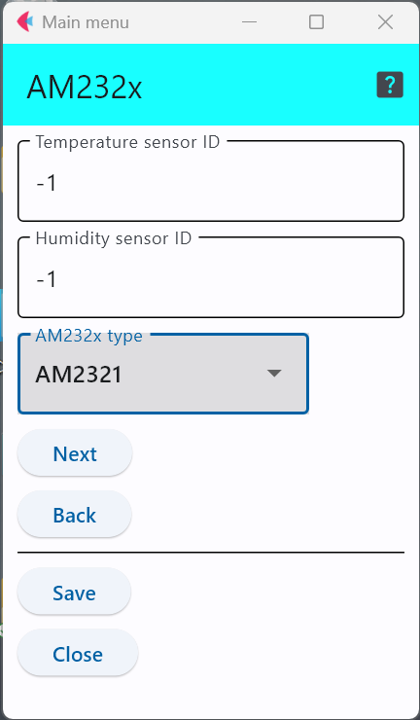 Main menu
AM232x
?
Temperature sensor ID
-1
Humidity sensor ID
-1
AM232x type
AM2321
Next
Back
Save
Close